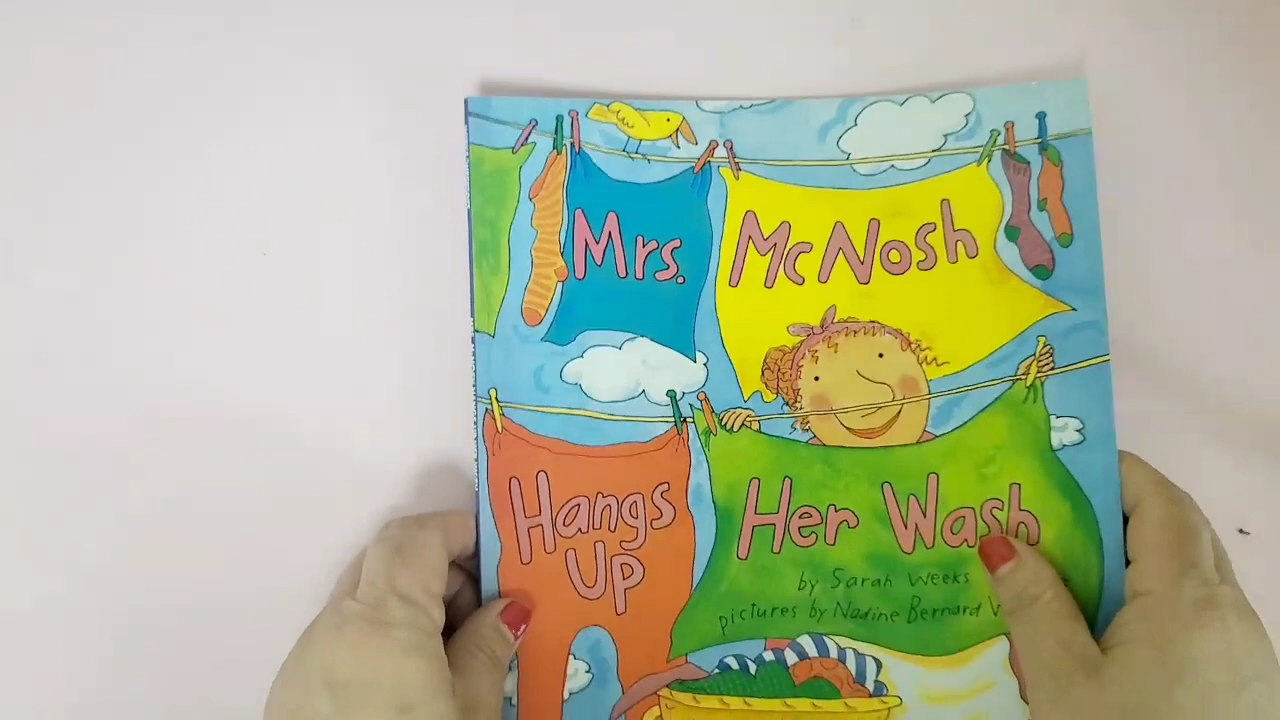 Mrs. McNosh
Hangs Up Her Wash
by Sarah Weeks
pictures by Nadine Bernard